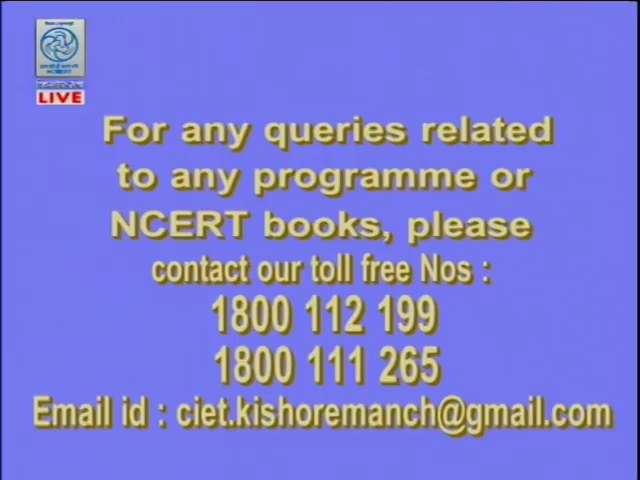 NCERT
LIVE
For any queries related
to any programme or
NCERT books, please
contact our toll free Nos :
1800 112 199
1800 111 265
Email id : ciet.kishoremanch@gmail.com